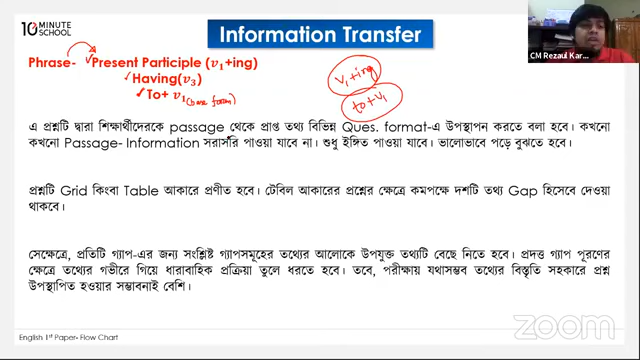 10 MINUTE SCHOOL
Information Transfer
CM Rezaul Kar...
Phrase- Present Participle (v₁+ing)
Having(v₃)
To+ v₁(base form)
v₁+ing
to+v₁
এ প্রশ্নটি দ্বারা শিক্ষার্থীদেরকে passage থেকে প্রাপ্ত তথ্য বিভিন্ন Ques. format-এ উপস্থাপন করতে বলা হবে। কখনো
কখনো Passage- Information সরাসরি পাওয়া যাবে না। শুধু ইঙ্গিত পাওয়া যাবে। ভালোভাবে পড়ে বুঝতে হবে।
প্রশ্নটি Grid কিংবা Table আকারে প্রণীত হবে। টেবিল আকারের প্রশ্নের ক্ষেত্রে কমপক্ষে দশটি তথ্য Gap হিসেবে দেওয়া
থাকবে।
সেক্ষেত্রে, প্রতিটি গ্যাপ-এর জন্য সংশ্লিষ্ট গ্যাপসমূহের তথ্যের আলোকে উপযুক্ত তথ্যটি বেছে নিতে হবে। প্রদত্ত গ্যাপ পূরণের
ক্ষেত্রে তথ্যের গভীরে গিয়ে ধারাবাহিক প্রক্রিয়া তুলে ধরতে হবে। তবে, পরীক্ষায় যথাসম্ভব তথ্যের বিস্তৃতি সহকারে প্রশ্ন
উপস্থাপিত হওয়ার সম্ভাবনাই বেশি।
English 1st Paper- Flow Chart
zoom